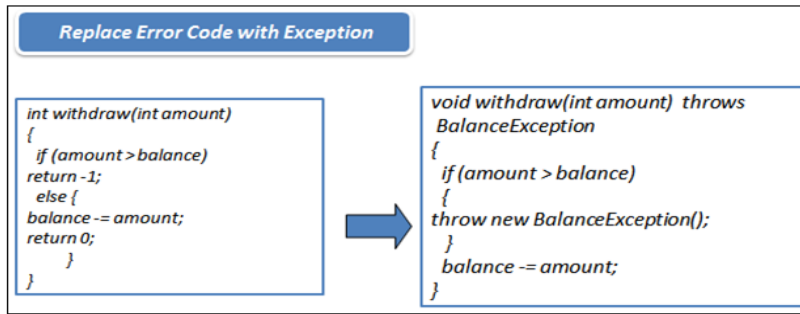 Replace Error Code with Exception
int withdraw(int amount)
{
if (amount > balance)
return -1;
else {
balance -= amount;
return 0;
}
}
void withdraw(int amount) throws
BalanceException
{
if (amount > balance)
{
throw new BalanceException();
}
balance -= amount;
}